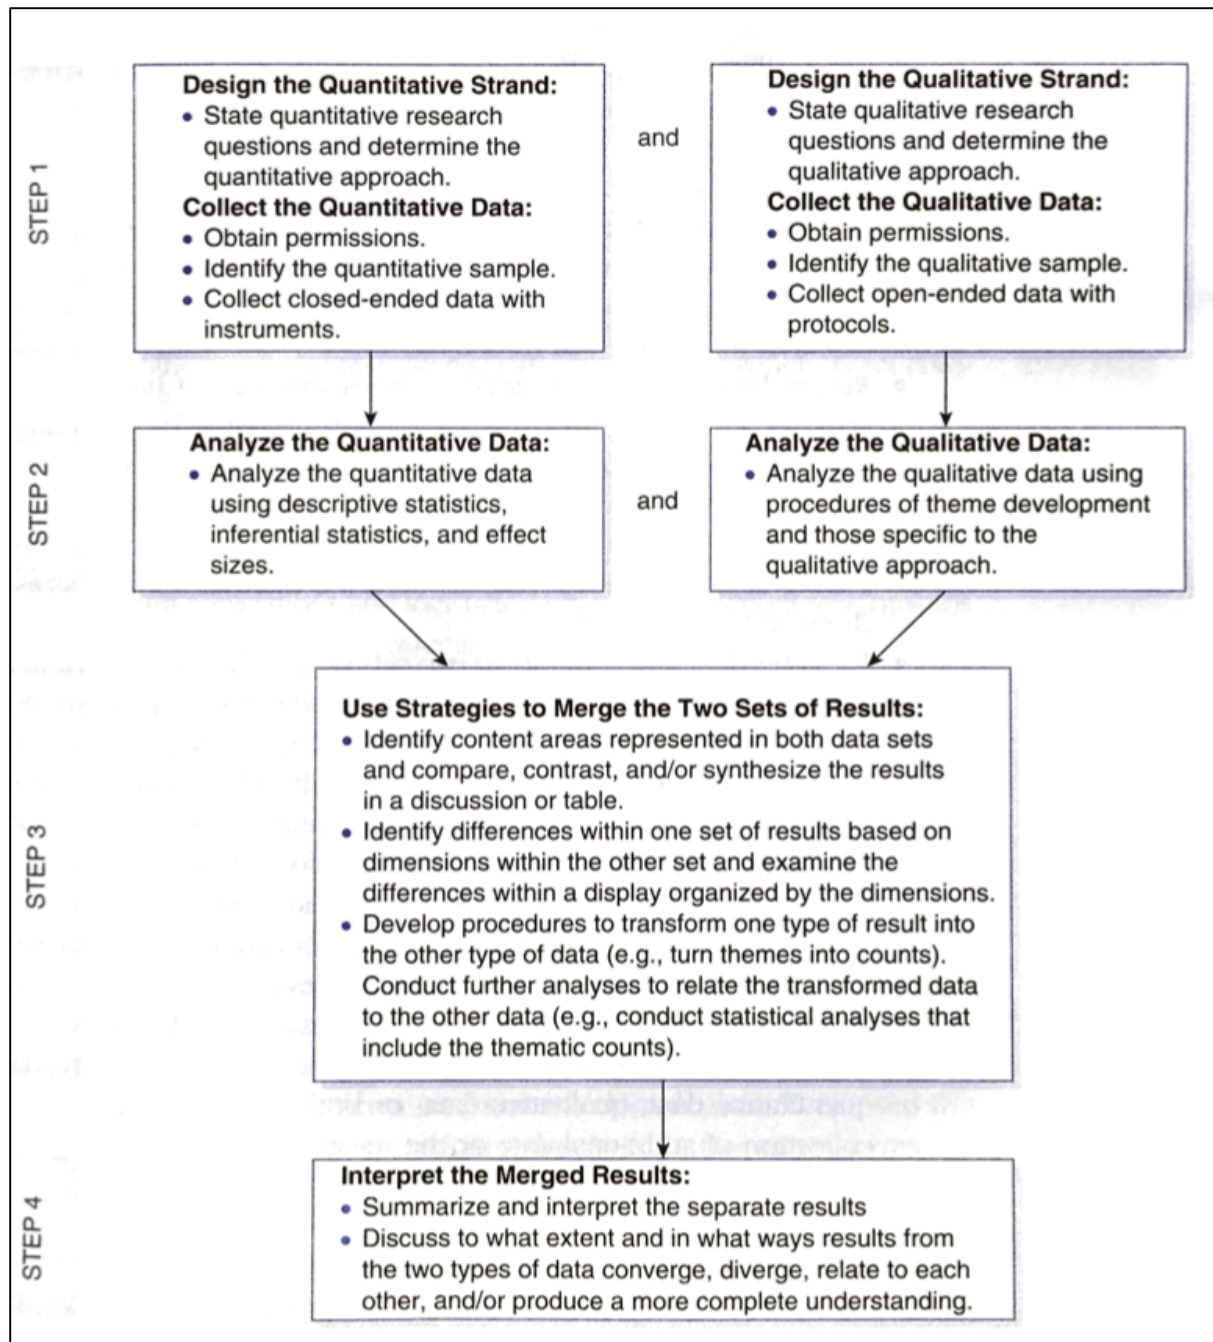 STEP 1
Design the Quantitative Strand:
• State quantitative research
questions and determine the
quantitative approach.
Collect the Quantitative Data:
• Obtain permissions.
• Identify the quantitative sample.
• Collect closed-ended data with
instruments.
and
Design the Qualitative Strand:
• State qualitative research
questions and determine the
qualitative approach.
Collect the Qualitative Data:
• Obtain permissions.
• Identify the qualitative sample.
• Collect open-ended data with
protocols.
STEP 2
Analyze the Quantitative Data:
• Analyze the quantitative data
using descriptive statistics,
inferential statistics, and effect
sizes.
and
Analyze the Qualitative Data:
• Analyze the qualitative data using
procedures of theme development
and those specific to the
qualitative approach.
STEP 3
Use Strategies to Merge the Two Sets of Results:
• Identify content areas represented in both data sets
and compare, contrast, and/or synthesize the results
in a discussion or table.
• Identify differences within one set of results based on
dimensions within the other set and examine the
differences within a display organized by the dimensions.
• Develop procedures to transform one type of result into
the other type of data (e.g., turn themes into counts).
Conduct further analyses to relate the transformed data
to the other data (e.g., conduct statistical analyses that
include the thematic counts).
STEP 4
Interpret the Merged Results:
• Summarize and interpret the separate results
• Discuss to what extent and in what ways results from
the two types of data converge, diverge, relate to each
other, and/or produce a more complete understanding.